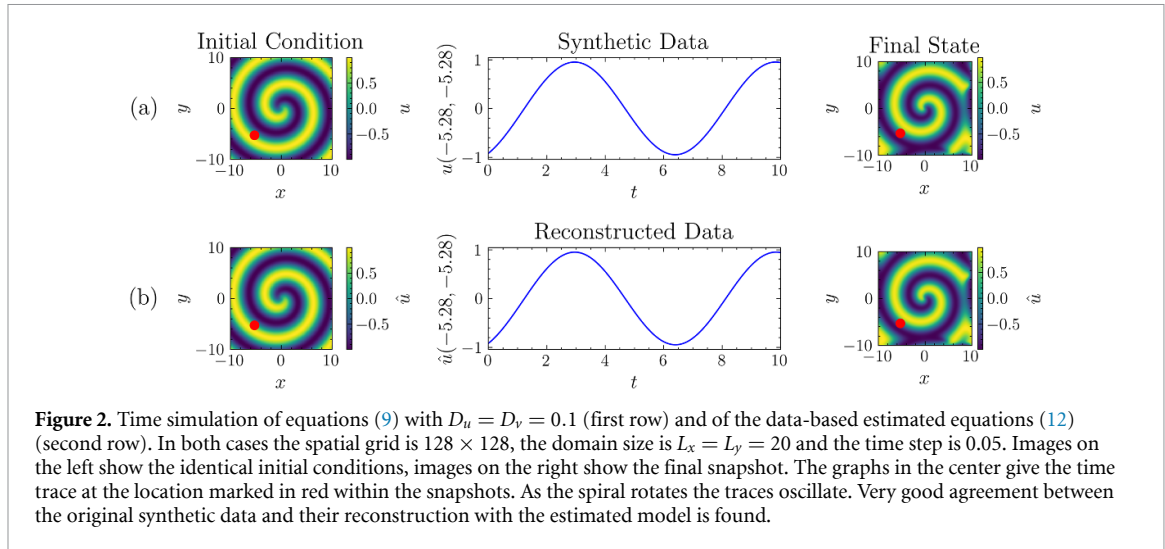 Initial Condition
Synthetic Data
Final State
(a)
y
10
0
−10
−10
0
10
x
0.5
0.0
−0.5
u
u(−5.28, −5.28)
1
0
−1
0
2
4
6
8
10
t
y
10
0
−10
−10
0
10
x
0.5
0.0
−0.5
u
Reconstructed Data
(b)
y
10
0
−10
−10
0
10
x
0.5
0.0
−0.5
û
û(−5.28, −5.28)
1
0
−1
0
2
4
6
8
10
t
y
10
0
−10
−10
0
10
x
0.5
0.0
−0.5
û
Figure 2. Time simulation of equations (9) with Dᵤ = Dᵥ = 0.1 (first row) and of the data-based estimated equations (12)
(second row). In both cases the spatial grid is 128 × 128, the domain size is Lₓ = L_y = 20 and the time step is 0.05. Images on
the left show the identical initial conditions, images on the right show the final snapshot. The graphs in the center give the time
trace at the location marked in red within the snapshots. As the spiral rotates the traces oscillate. Very good agreement between
the original synthetic data and their reconstruction with the estimated model is found.